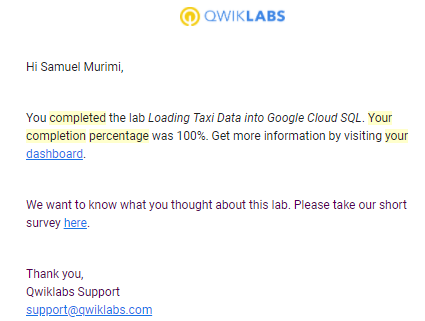 QWIKLABS
Hi Samuel Murimi,
You completed the lab Loading Taxi Data into Google Cloud SQL. Your
completion percentage was 100%. Get more information by visiting your
dashboard.
We want to know what you thought about this lab. Please take our short
survey here.
Thank you,
Qwiklabs Support
support@qwiklabs.com